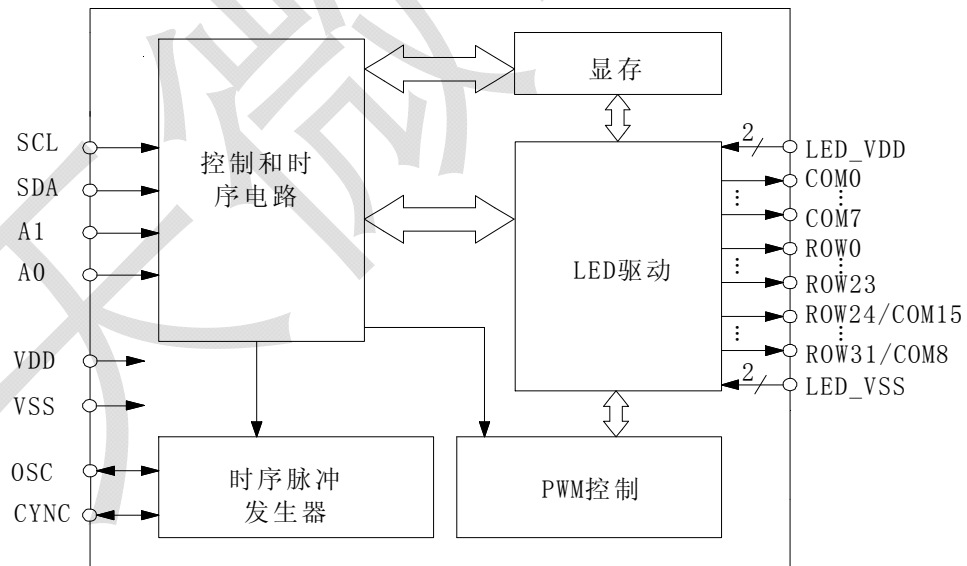 显存
SCL
控制和时
序电路
2
LED_VDD
SDA
COM0
A1
COM7
A0
LED驱动
ROW0
ROW23
ROW24/COM15
VDD
ROW31/COM8
VSS
2
LED_VSS
OSC
时序脉冲
发生器
PWM控制
CYNC
天微